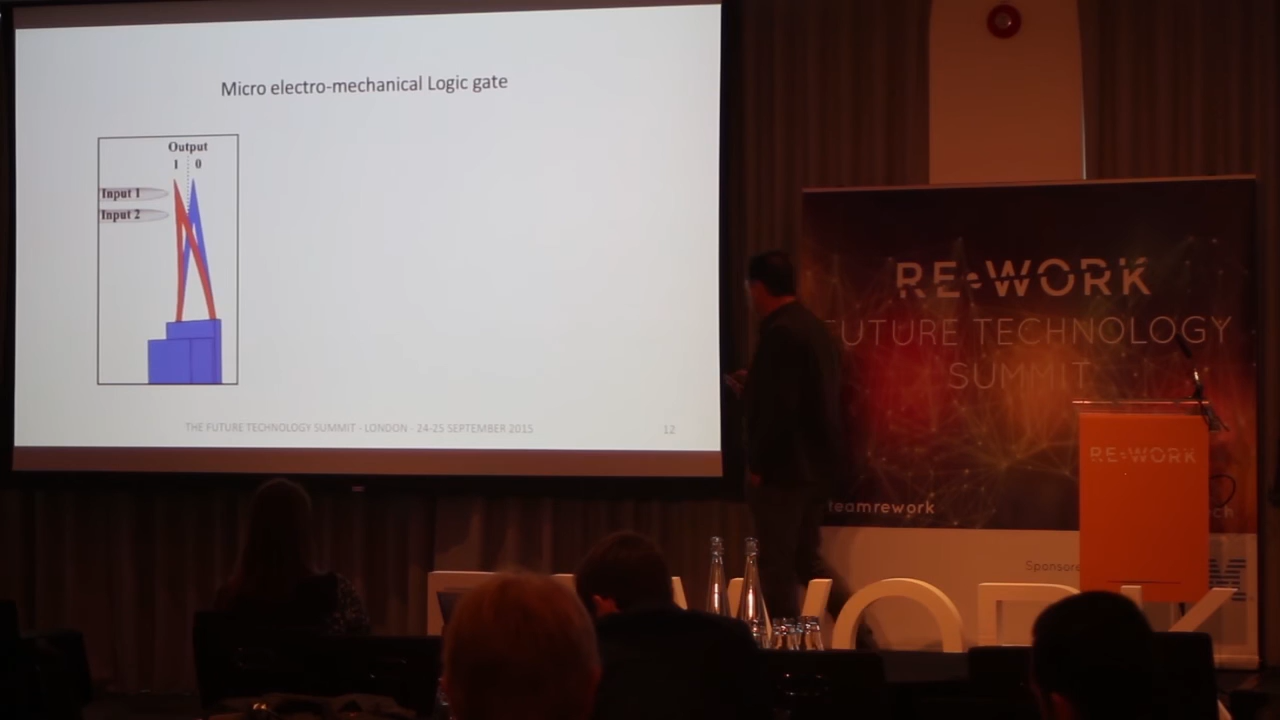 Micro electro-mechanical Logic gate
Output
1 0
Input 1
Input 2
THE FUTURE TECHNOLOGY SUMMIT - LONDON - 24-25 SEPTEMBER 2015
12
RE•WORK
FUTURE TECHNOLOGY
SUMMIT
teamrework
RE•WORK